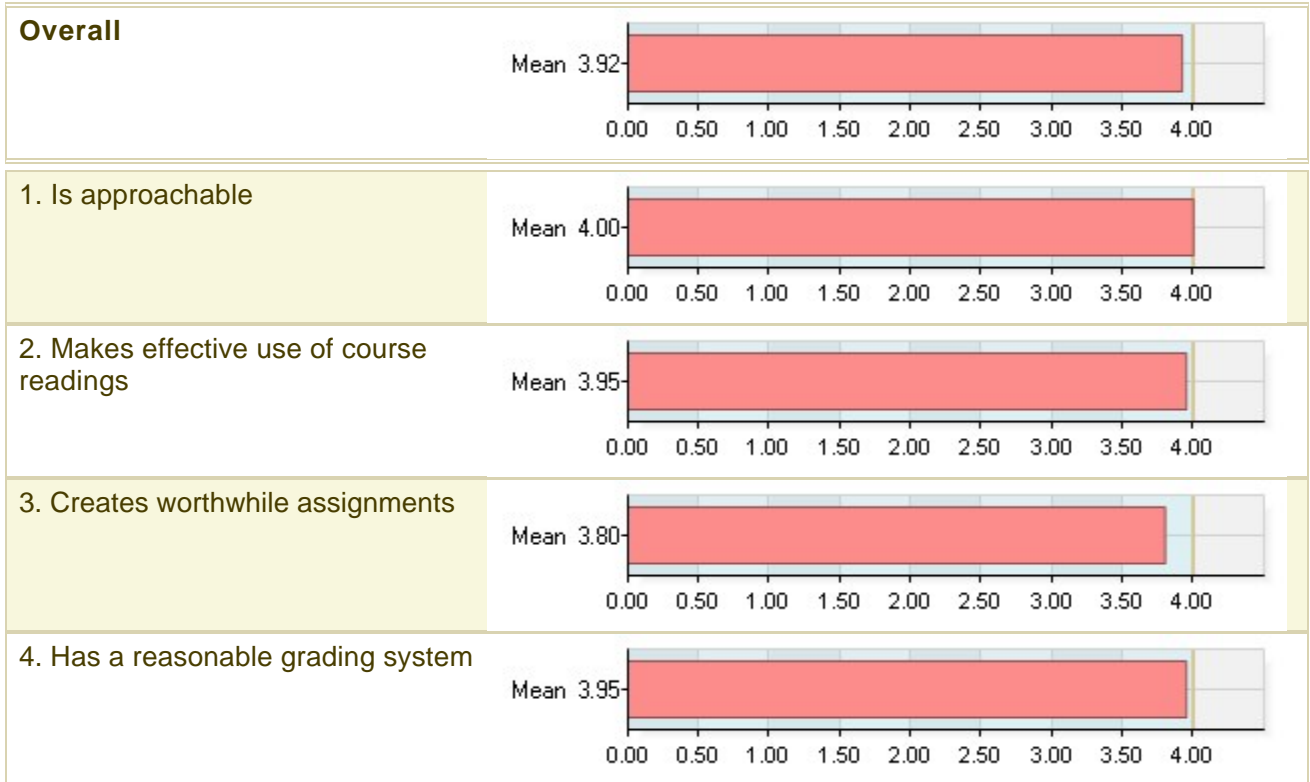 Overall
Mean 3.92
0.00 0.50 1.00 1.50 2.00 2.50 3.00 3.50 4.00
1. Is approachable
Mean 4.00
0.00 0.50 1.00 1.50 2.00 2.50 3.00 3.50 4.00
2. Makes effective use of course
readings
Mean 3.95
0.00 0.50 1.00 1.50 2.00 2.50 3.00 3.50 4.00
3. Creates worthwhile assignments
Mean 3.80
0.00 0.50 1.00 1.50 2.00 2.50 3.00 3.50 4.00
4. Has a reasonable grading system
Mean 3.95
0.00 0.50 1.00 1.50 2.00 2.50 3.00 3.50 4.00